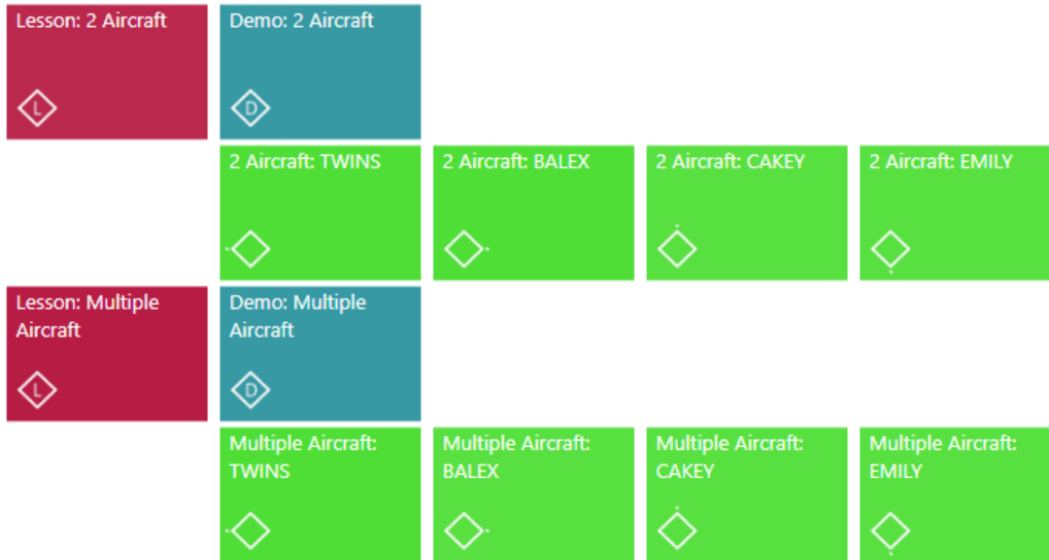 Lesson: 2 Aircraft
L
Demo: 2 Aircraft
D
2 Aircraft: TWINS
2 Aircraft: BALEX
2 Aircraft: CAKEY
2 Aircraft: EMILY
Lesson: Multiple
Aircraft
L
Demo: Multiple
Aircraft
D
Multiple Aircraft:
TWINS
Multiple Aircraft:
BALEX
Multiple Aircraft:
CAKEY
Multiple Aircraft:
EMILY